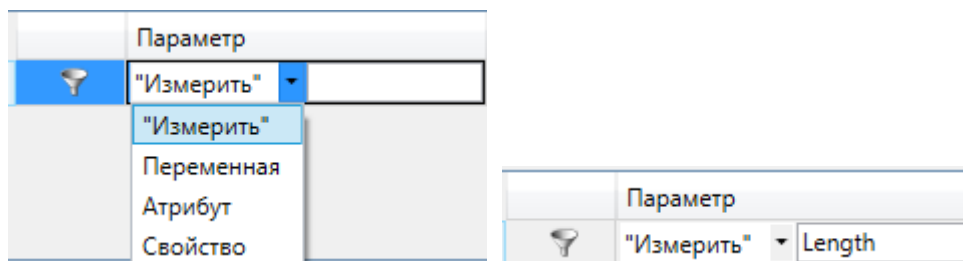 Параметр
"Измерить"
"Измерить"
Переменная
Атрибут
Свойство
Параметр
"Измерить" Length